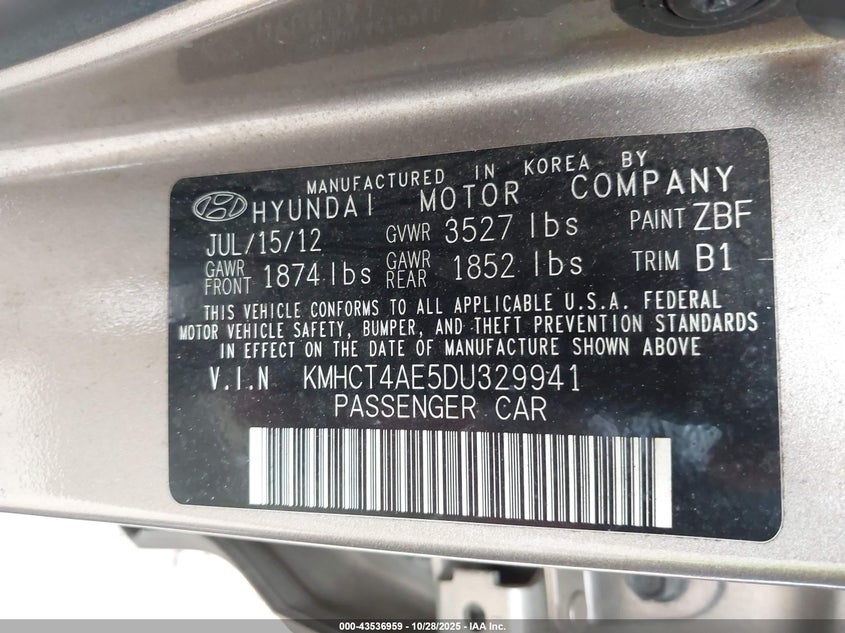 MANUFACTURED IN KOREA BY
HYUNDAI MOTOR COMPANY
JUL/15/12 GVWR 3527 lbs PAINT ZBF
GAWR FRONT 1874 lbs GAWR REAR 1852 lbs TRIM B1
THIS VEHICLE CONFORMS TO ALL APPLICABLE U.S.A. FEDERAL
MOTOR VEHICLE SAFETY, BUMPER, AND THEFT PREVENTION STANDARDS
IN EFFECT ON THE DATE OF MANUFACTURE SHOWN ABOVE
V.I.N KMHCT4AE5DU329941
PASSENGER CAR
000-43536959 - 10/28/2025 - IAA Inc.